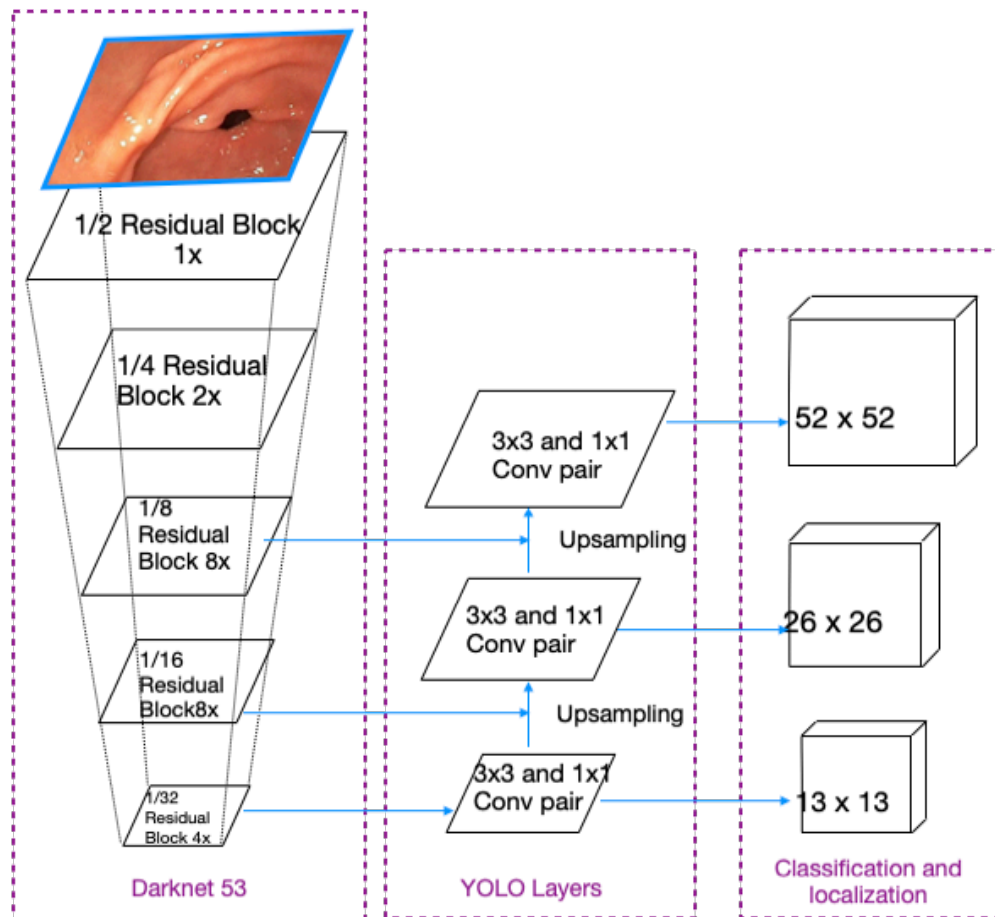 1/2 Residual Block
1x
1/4 Residual
Block 2x
1/8
Residual
Block 8x
1/16
Residual
Block8x
1/32
Residual
Block 4x
Darknet 53
3x3 and 1x1
Conv pair
Upsampling
3x3 and 1x1
Conv pair
Upsampling
3x3 and 1x1
Conv pair
YOLO Layers
52 x 52
26 x 26
13 x 13
Classification and
localization